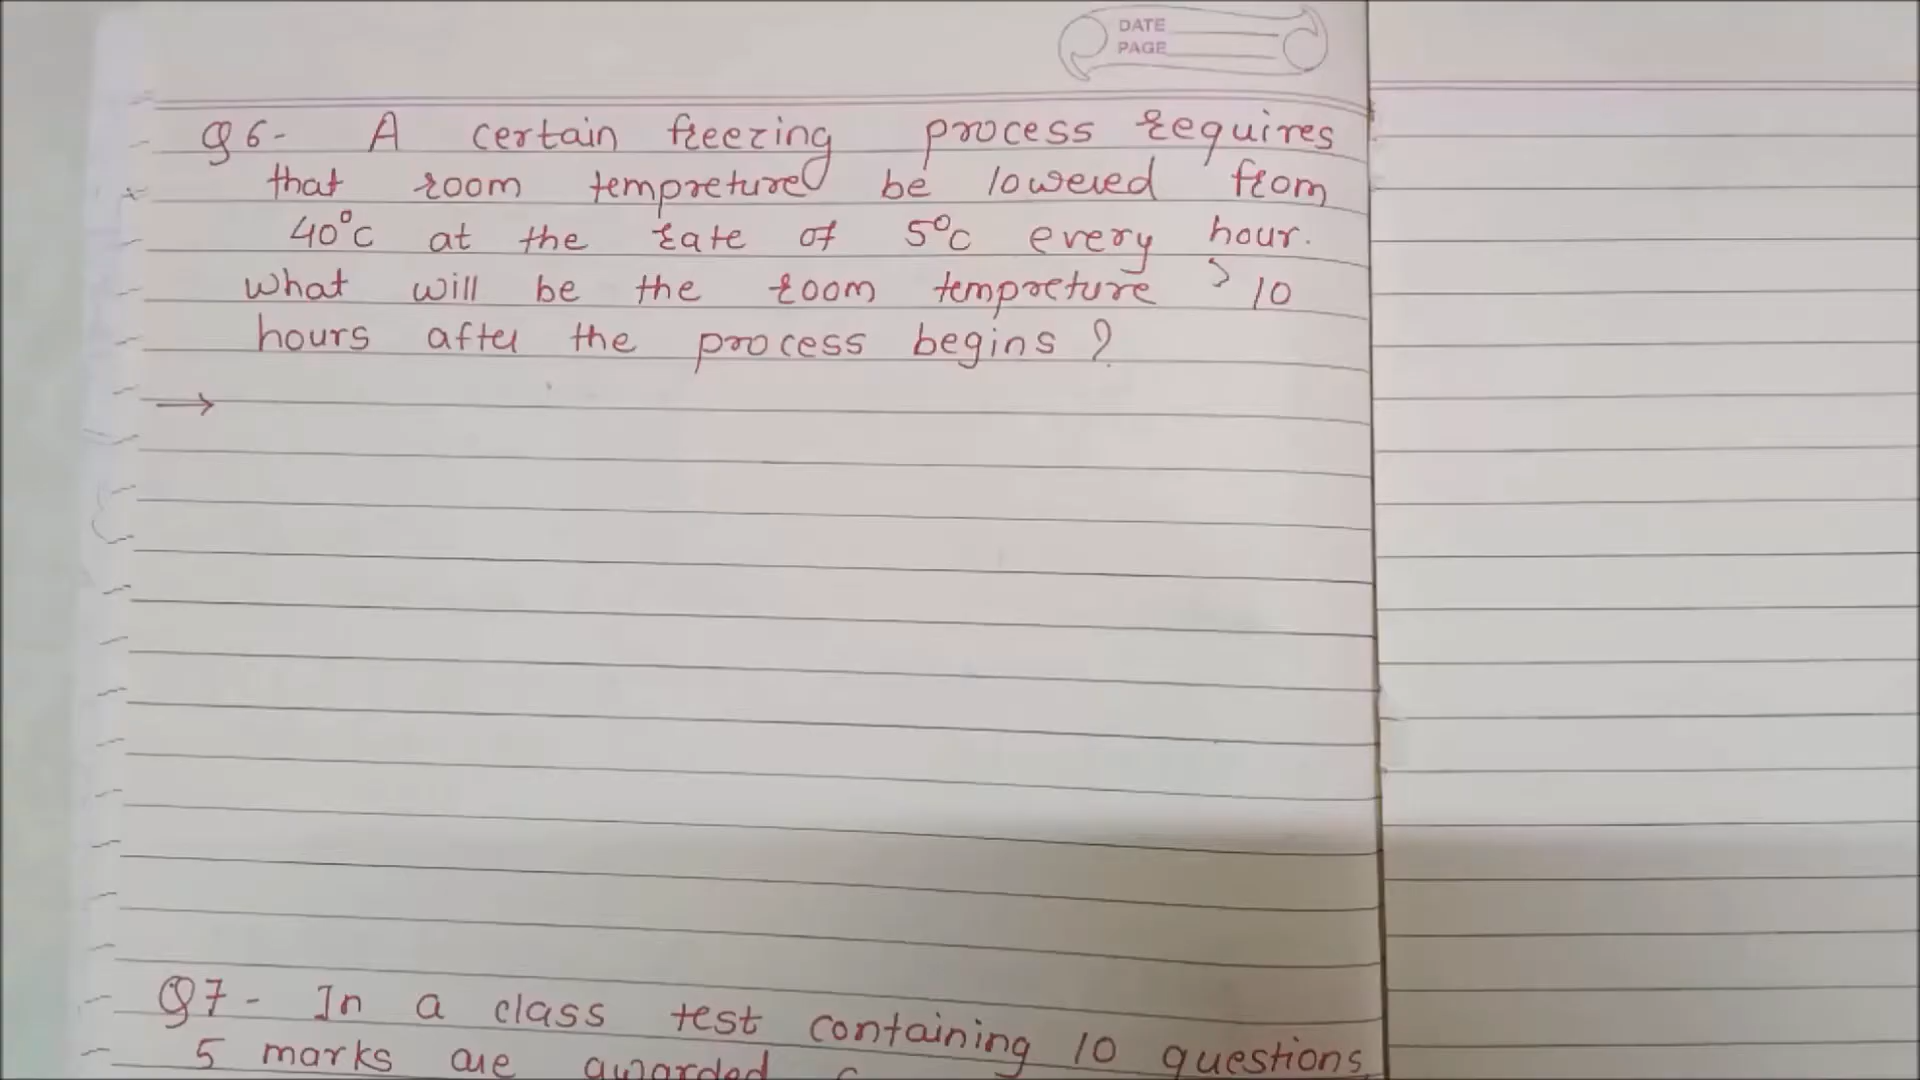 DATE
PAGE
Q6- A certain freezing process requires
that room tempreture be lowered from
40°C at the rate of 5°C every hour.
what will be the room tempreture > 10
hours after the process begins ?
→
Q7- In a class test containing 10 questions
5 marks are awarded